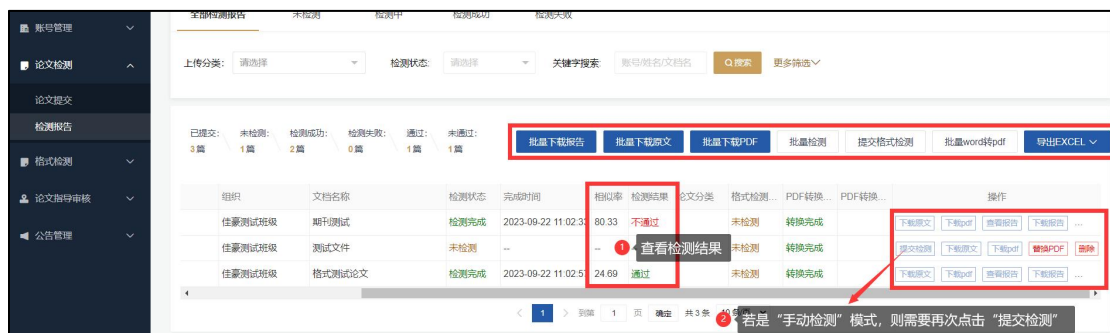 全部检测报告 未检测 检测中 检测成功 检测失败
账号管理
论文检测
论文提交
检测报告
格式检测
论文指导审核
公告管理
上传分类: 请选择 检测状态: 请选择 关键字搜索 账号/姓名/文档名 搜索 更多筛选
已提交: 未检测: 检测成功: 检测失败: 通过: 未通过:
3篇 1篇 2篇 0篇 1篇 1篇
批量下载报告 批量下载原文 批量下载PDF 批量检测 提交格式检测 批量word转pdf 导出EXCEL
组织 文档名称 检测状态 完成时间 相似率 检测结果 论文分类 格式检测... PDF转换... PDF转换... 操作
佳豪测试班级 期刊测试 检测完成 2023-09-22 11:02:33 80.33 不通过 未检测 转换完成 下载原文 下载pdf 查看报告 下载报告 ...
佳豪测试班级 测试文件 未检测 -- -- 未检测 转换完成 提交检测 下载原文 下载pdf 替换PDF 删除
1 查看检测结果
佳豪测试班级 格式测试论文 检测完成 2023-09-22 11:02:57 24.69 通过 未检测 转换完成 下载原文 下载pdf 查看报告 下载报告 ...
1 到第 1 页 确定 共3条
2 若是“手动检测”模式，则需要再次点击“提交检测”